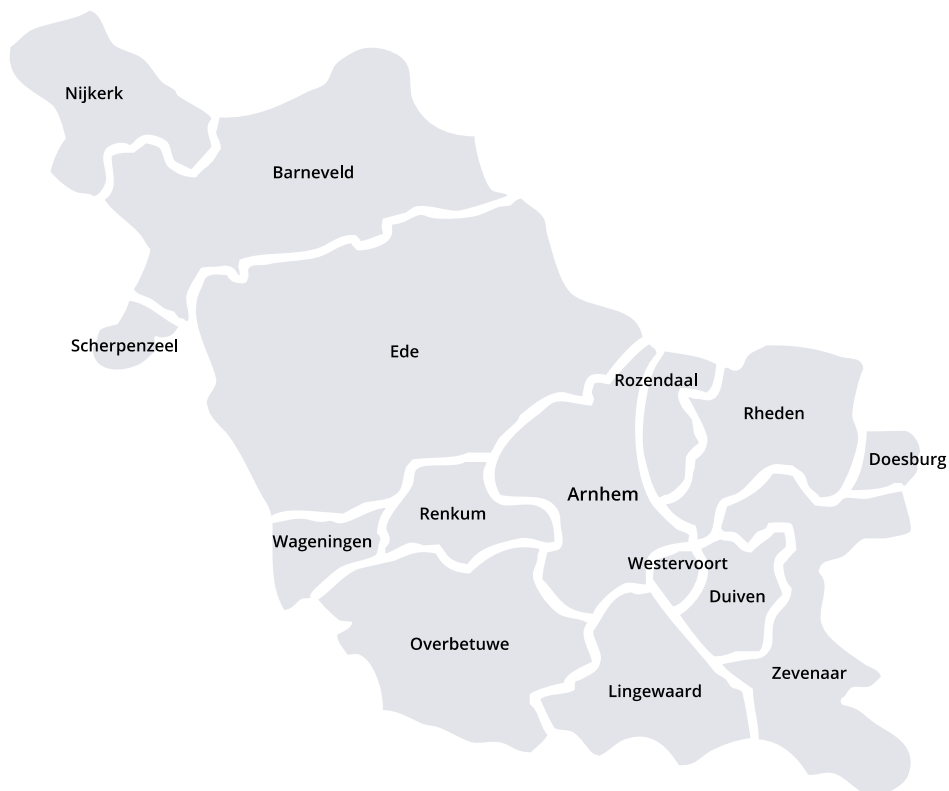 Nijkerk
Barneveld
Scherpenzeel
Ede
Rozendaal
Rheden
Doesburg
Arnhem
Renkum
Wageningen
Westervoort
Duiven
Overbetuwe
Zevenaar
Lingewaard